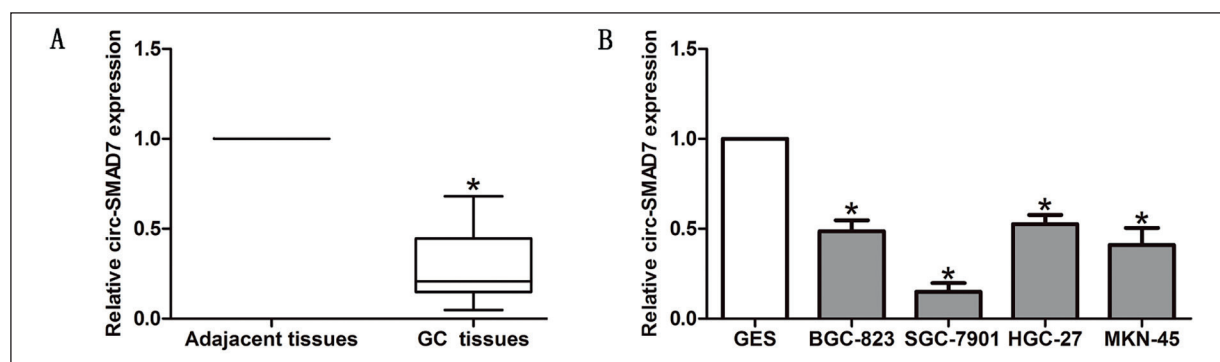 A
Relative circ-SMAD7 expression
1.5
1.0
0.5
0.0
*
Adajacent tissues
GC tissues
B
Relative circ-SMAD7 expression
1.5
1.0
0.5
0.0
*
*
*
*
GES
BGC-823
SGC-7901
HGC-27
MKN-45